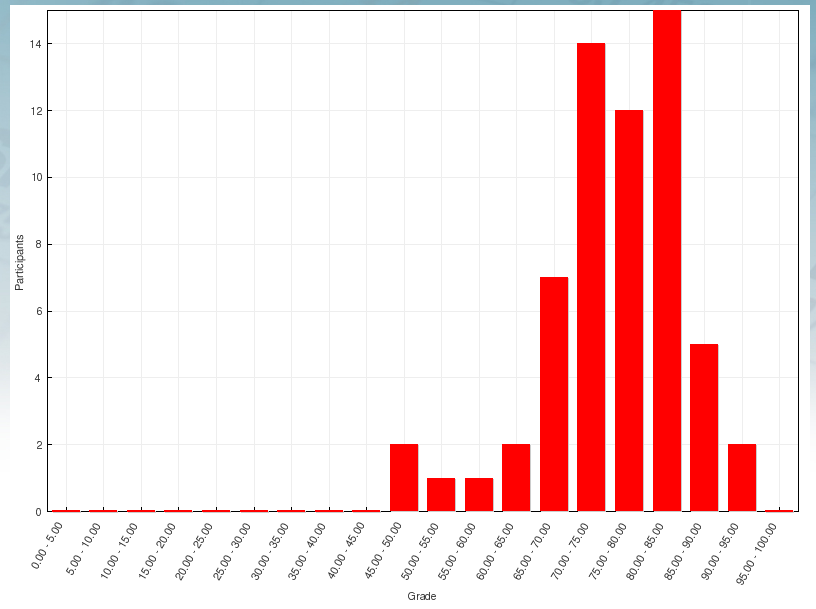 14
12
10
8
6
4
2
0
Participants
0.00 - 5.00
5.00 - 10.00
10.00 - 15.00
15.00 - 20.00
20.00 - 25.00
25.00 - 30.00
30.00 - 35.00
35.00 - 40.00
40.00 - 45.00
45.00 - 50.00
50.00 - 55.00
55.00 - 60.00
60.00 - 65.00
65.00 - 70.00
70.00 - 75.00
75.00 - 80.00
80.00 - 85.00
85.00 - 90.00
90.00 - 95.00
95.00 - 100.00
Grade